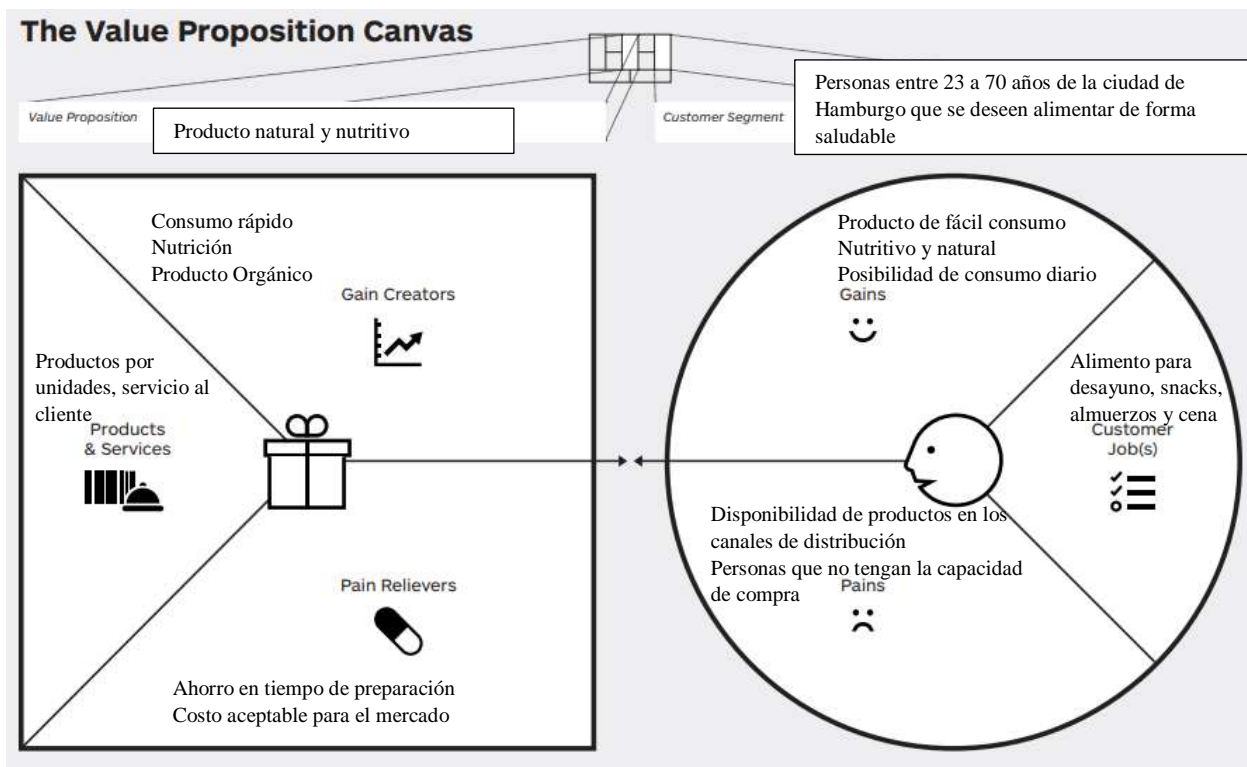 The Value Proposition Canvas
Value Proposition
Producto natural y nutritivo
Customer Segment
Personas entre 23 a 70 años de la ciudad de
Hamburgo que se deseen alimentar de forma
saludable
Consumo rápido
Nutrición
Producto Orgánico
Gain Creators
Productos por
unidades, servicio al
cliente
Products
& Services
Pain Relievers
Ahorro en tiempo de preparación
Costo aceptable para el mercado
Producto de fácil consumo
Nutritivo y natural
Posibilidad de consumo diario
Gains
Alimento para
desayuno, snacks,
almuerzos y cena
Customer
Job(s)
Disponibilidad de productos en los
canales de distribución
Personas que no tengan la capacidad
de compra
Pains